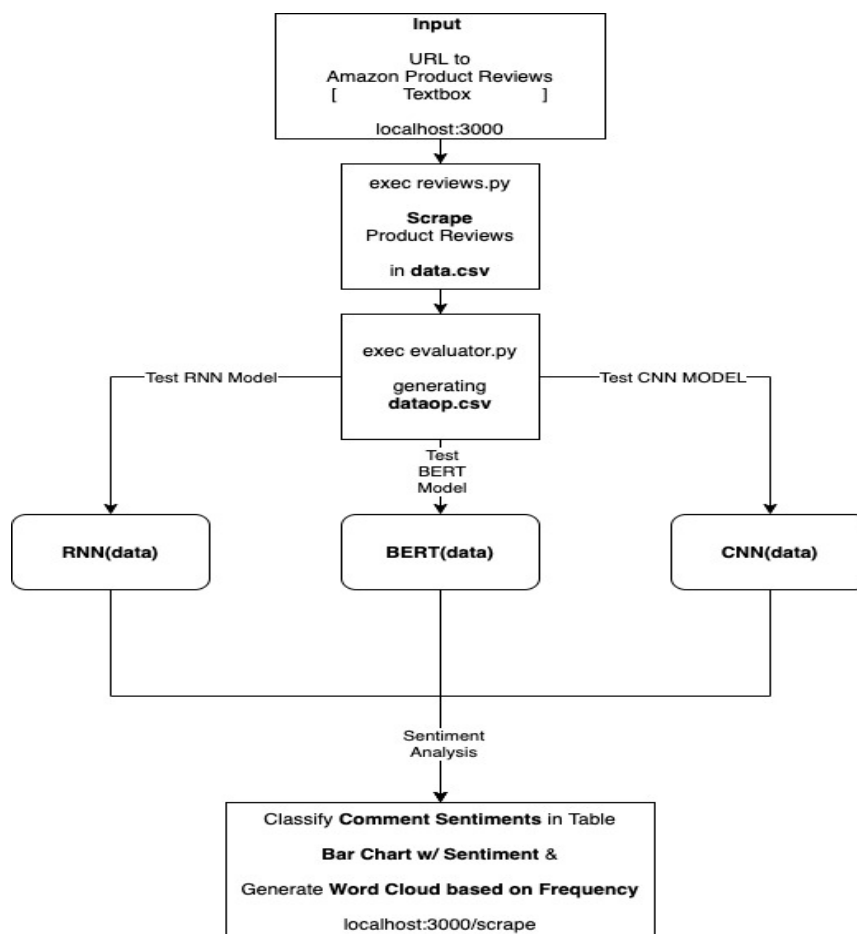 Input
URL to
Amazon Product Reviews
[ Textbox ]
localhost:3000
exec reviews.py
Scrape
Product Reviews
in data.csv
exec evaluator.py
generating
dataop.csv
Test RNN Model
Test CNN MODEL
Test
BERT
Model
RNN(data)
BERT(data)
CNN(data)
Sentiment
Analysis
Classify Comment Sentiments in Table
Bar Chart w/ Sentiment &
Generate Word Cloud based on Frequency
localhost:3000/scrape